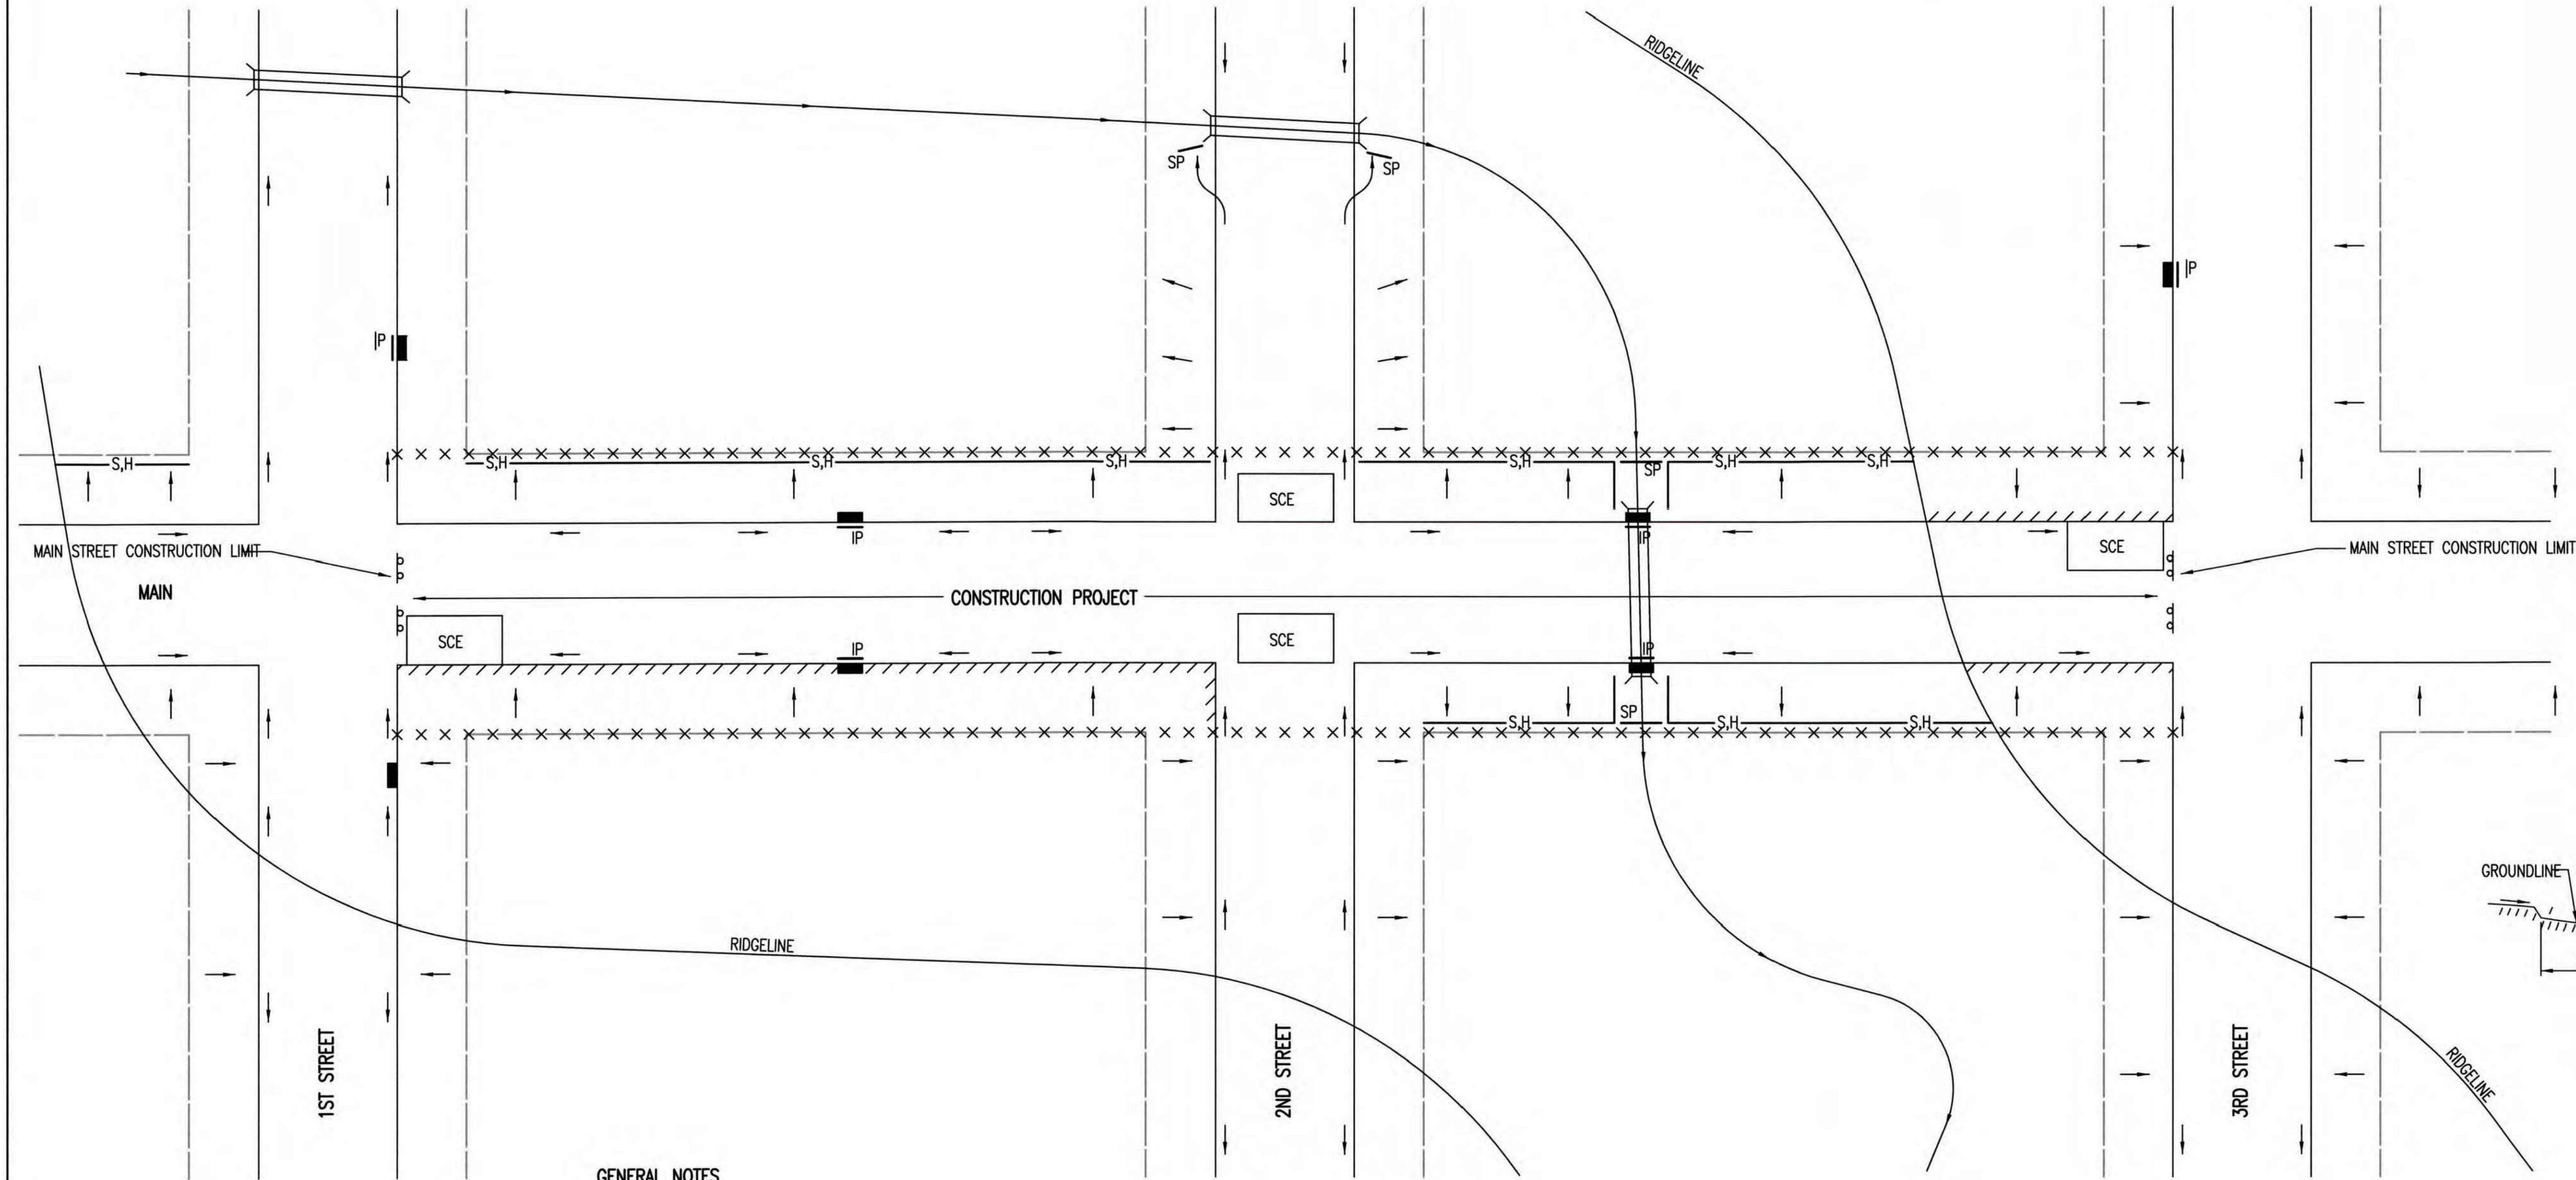 RIDGELINE
SP
SP
IP
IP
S,H
S,H
S,H
S,H
S,H
SP
S,H
S,H
SCE
IP
IP
SCE
MAIN STREET CONSTRUCTION LIMIT
MAIN STREET CONSTRUCTION LIMIT
MAIN
CONSTRUCTION PROJECT
SCE
SCE
IP
IP
S,H
SP
S,H
S,H
GROUNDLINE
RIDGELINE
1ST STREET
2ND STREET
3RD STREET
RIDGELINE
GENERAL NOTES